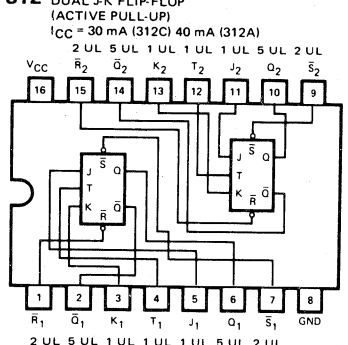 312 DUAL J-K FLIP-FLOP
(ACTIVE PULL-UP)
ICC = 30 mA (312C) 40 mA (312A)
2 UL 5 UL 1 UL 1 UL 1 UL 5 UL 2 UL
VCC R̅2 Q̅2 K2 T2 J2 Q2 S̅2
16 15 14 13 12 11 10 9
S̅
J Q
T
K Q̅
R̅
S̅
J Q
T
K Q̅
R̅
1 2 3 4 5 6 7 8
R̅1 Q̅1 K1 T1 J1 Q1 S̅1 GND
2 UL 5 UL 1 UL 1 UL 1 UL 5 UL 2 UL